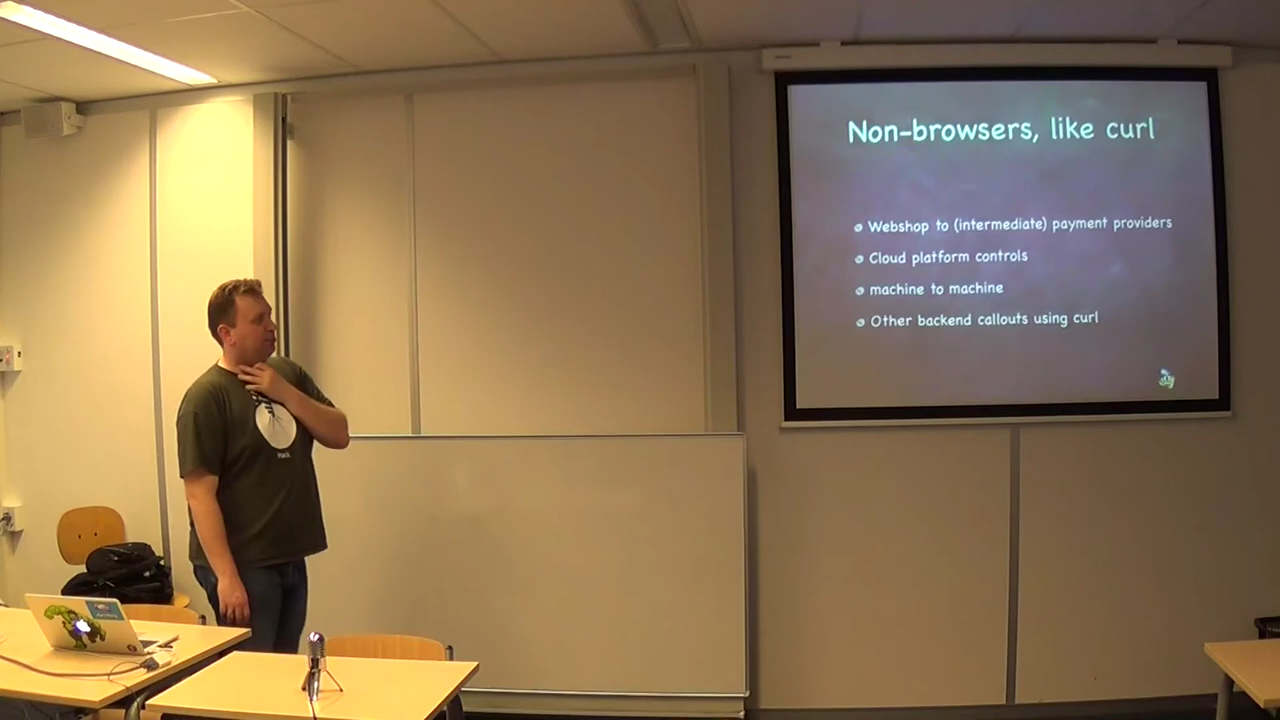 Non-browsers, like curl
Webshop to (intermediate) payment providers
Cloud platform controls
machine to machine
Other backend callouts using curl
Hack